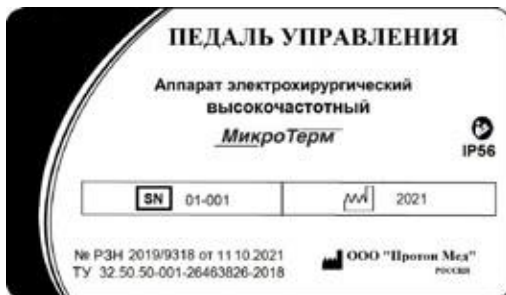 ПЕДАЛЬ УПРАВЛЕНИЯ
Аппарат электрохирургический
высокочастотный
МикроТерм
IP56
SN 01-001 2021
№ РЗН 2019/9318 от 11 10.2021
ТУ 32.50.50-001-26463826-2018
ООО "Протон Мед"
РОССИЯ